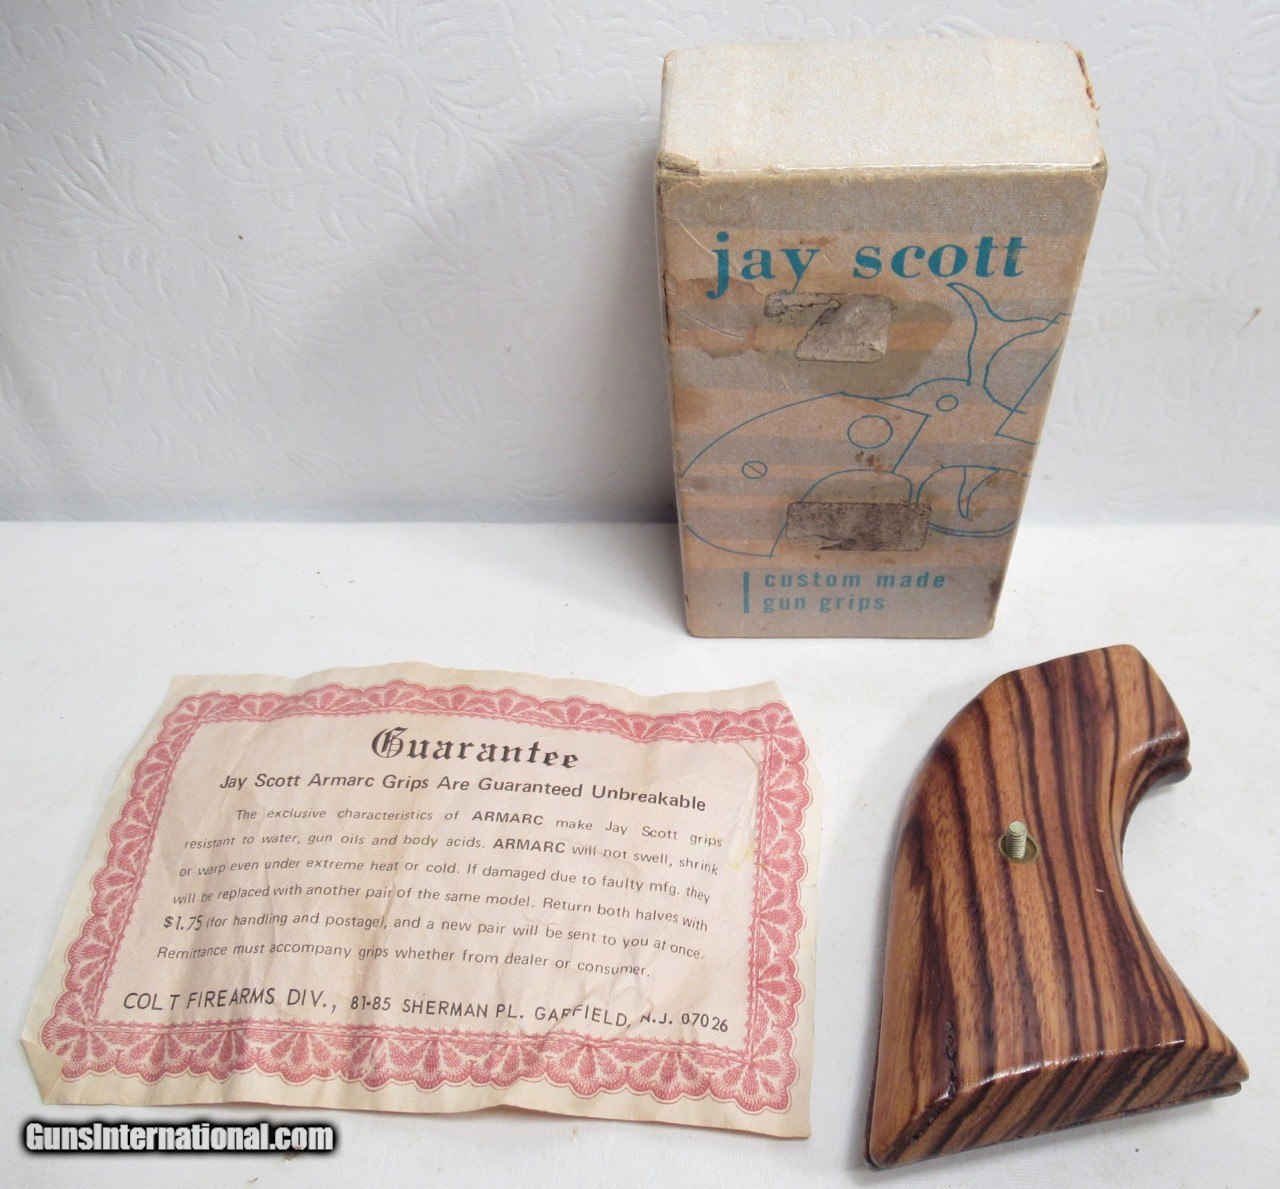 jay scott
custom made
gun grips
Guarantee
Jay Scott Armarc Grips Are Guaranteed Unbreakable
The exclusive characteristics of ARMARC make Jay Scott grips
resistant to water, gun oils and body acids. ARMARC will not swell, shrink
or warp even under extreme heat or cold. If damaged due to faulty mfg. they
will be replaced with another pair of the same model. Return both halves with
$1.75 (for handling and postage), and a new pair will be sent to you at once.
Remittance must accompany grips whether from dealer or consumer.
COLT FIREARMS DIV., 81-85 SHERMAN PL. GARFIELD, N.J. 07026
GunsInternational.com